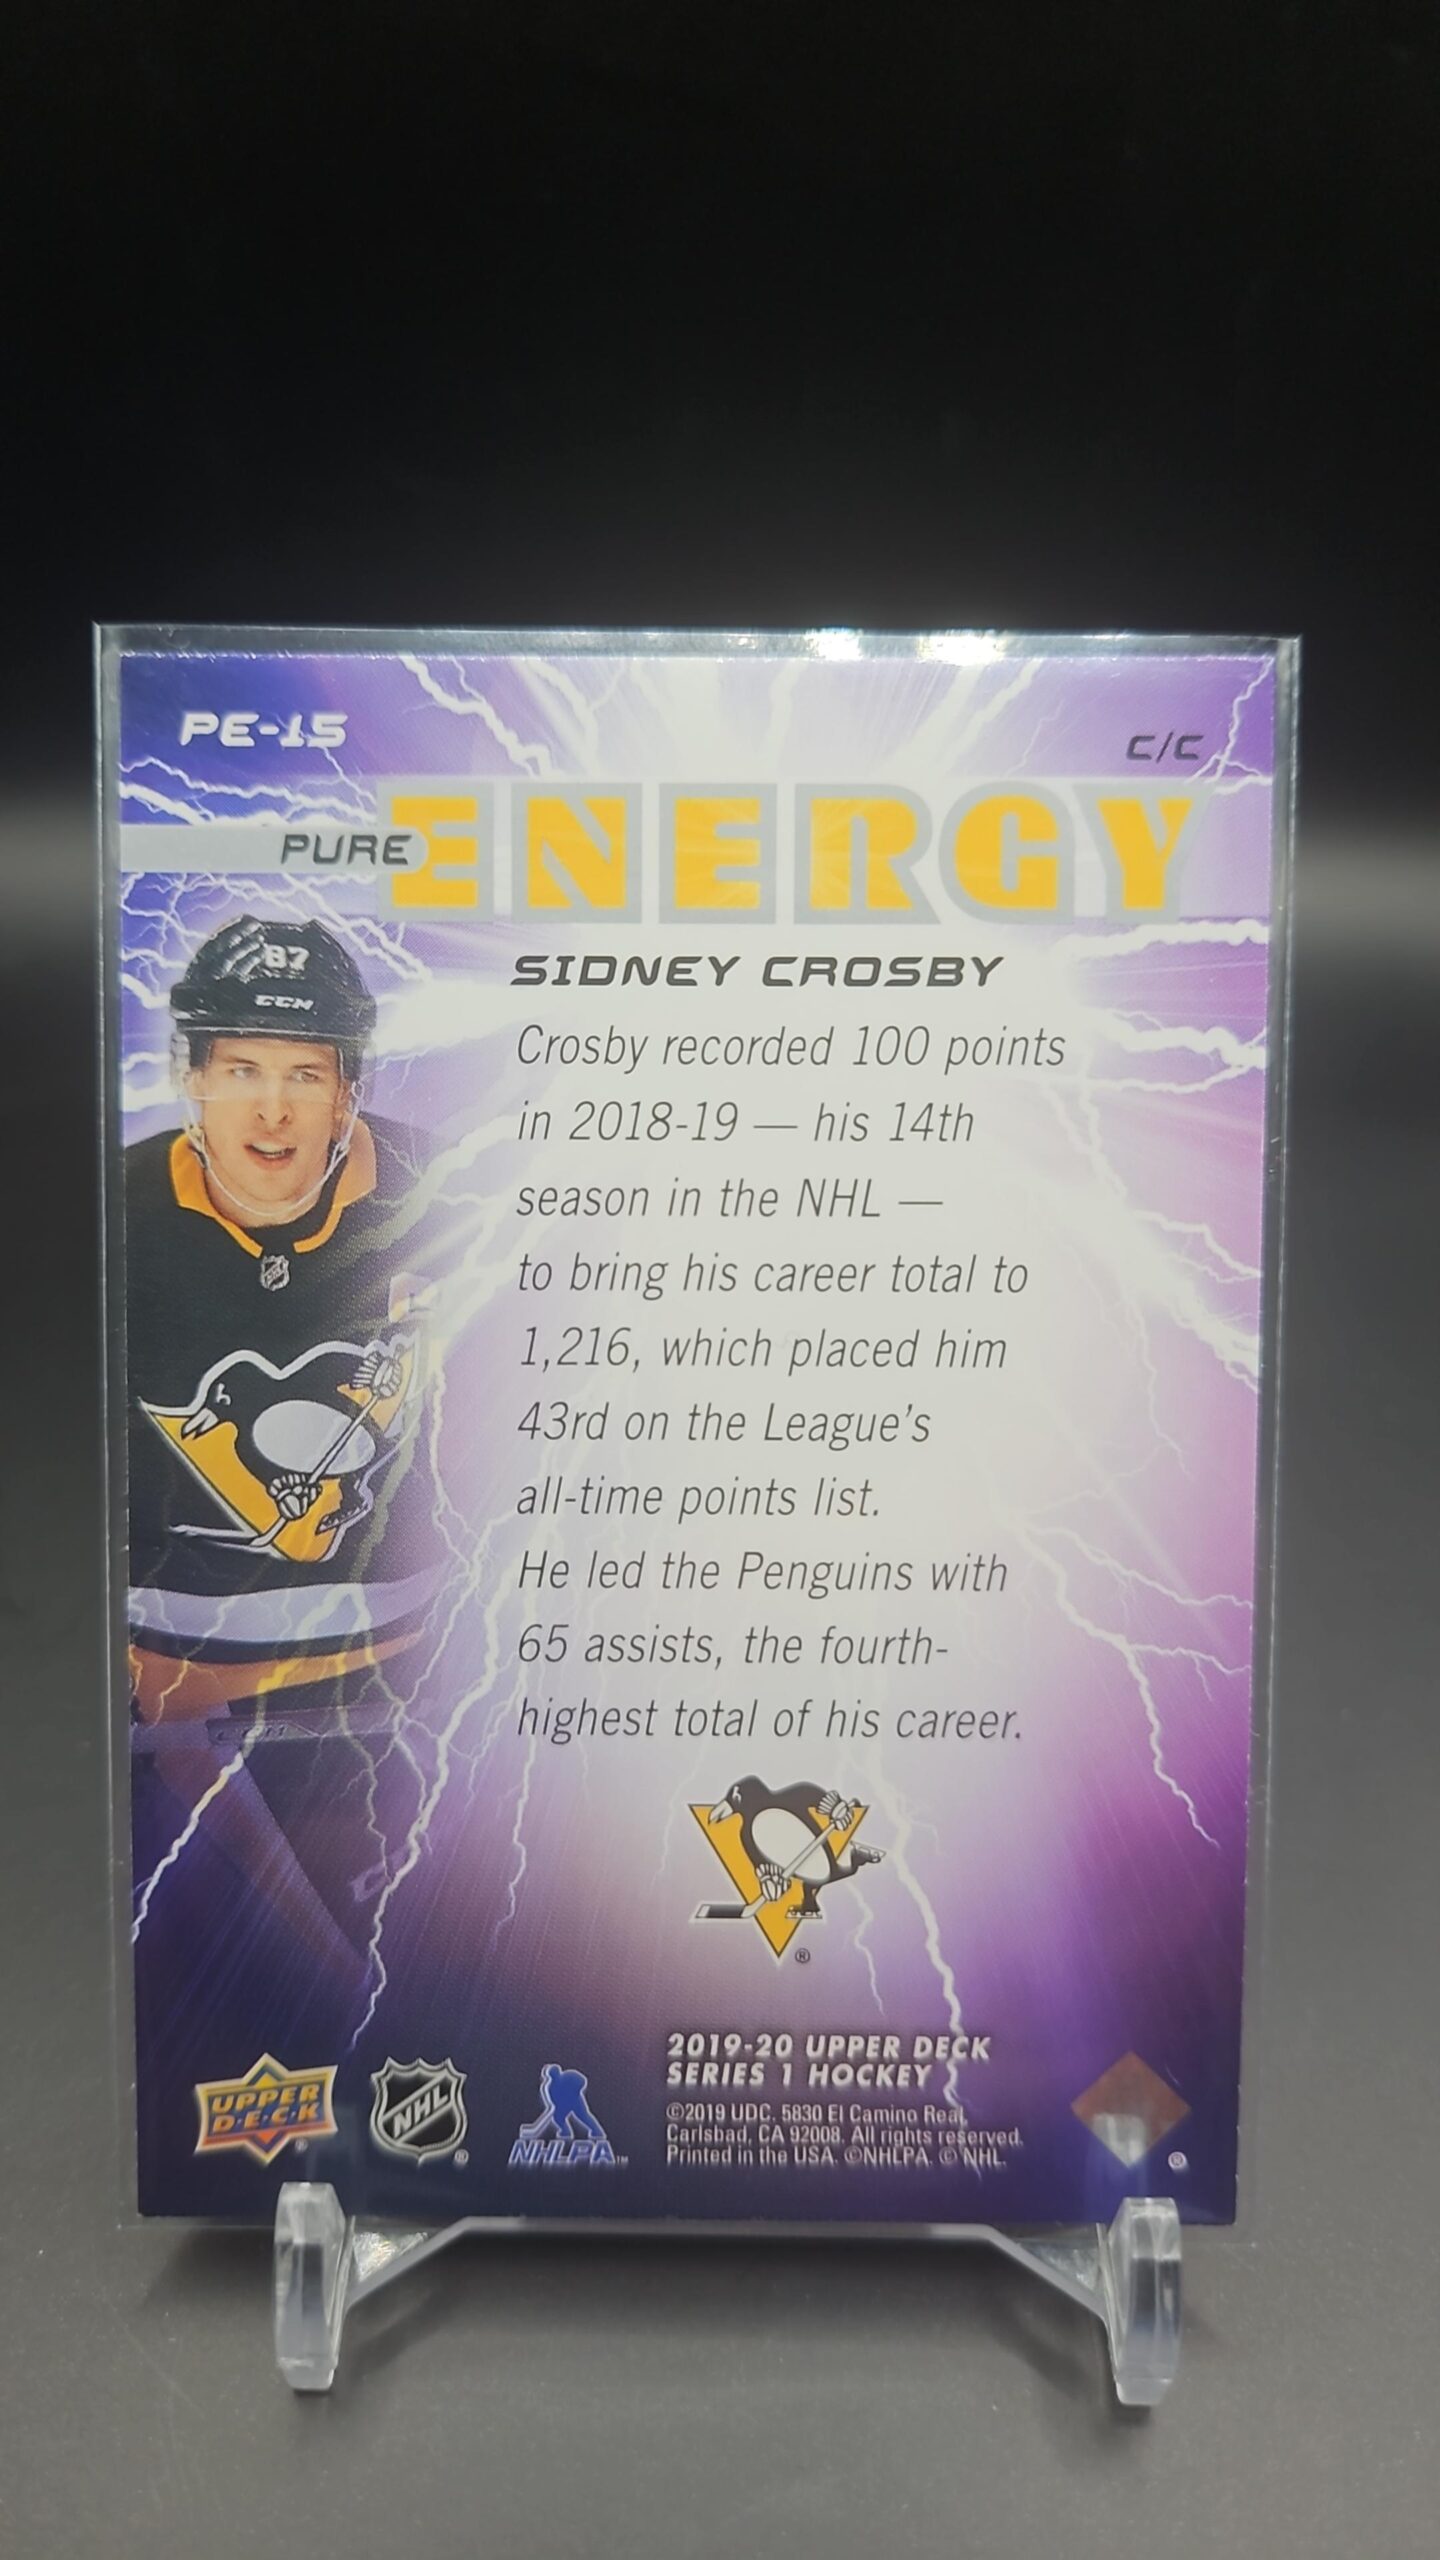 PE-15
C/C
PURE ENERGY
SIDNEY CROSBY
87
CCM
Crosby recorded 100 points
in 2018-19 — his 14th
season in the NHL —
to bring his career total to
1,216, which placed him
43rd on the League's
all-time points list.
He led the Penguins with
65 assists, the fourth-
highest total of his career.
®
2019-20 UPPER DECK
SERIES 1 HOCKEY
©2019 UDC. 5830 El Camino Real,
Carlsbad, CA 92008. All rights reserved.
Printed in the USA. ©NHLPA. © NHL.
UPPER
D·E·C·K
®
NHL
®
NHLPA™
®